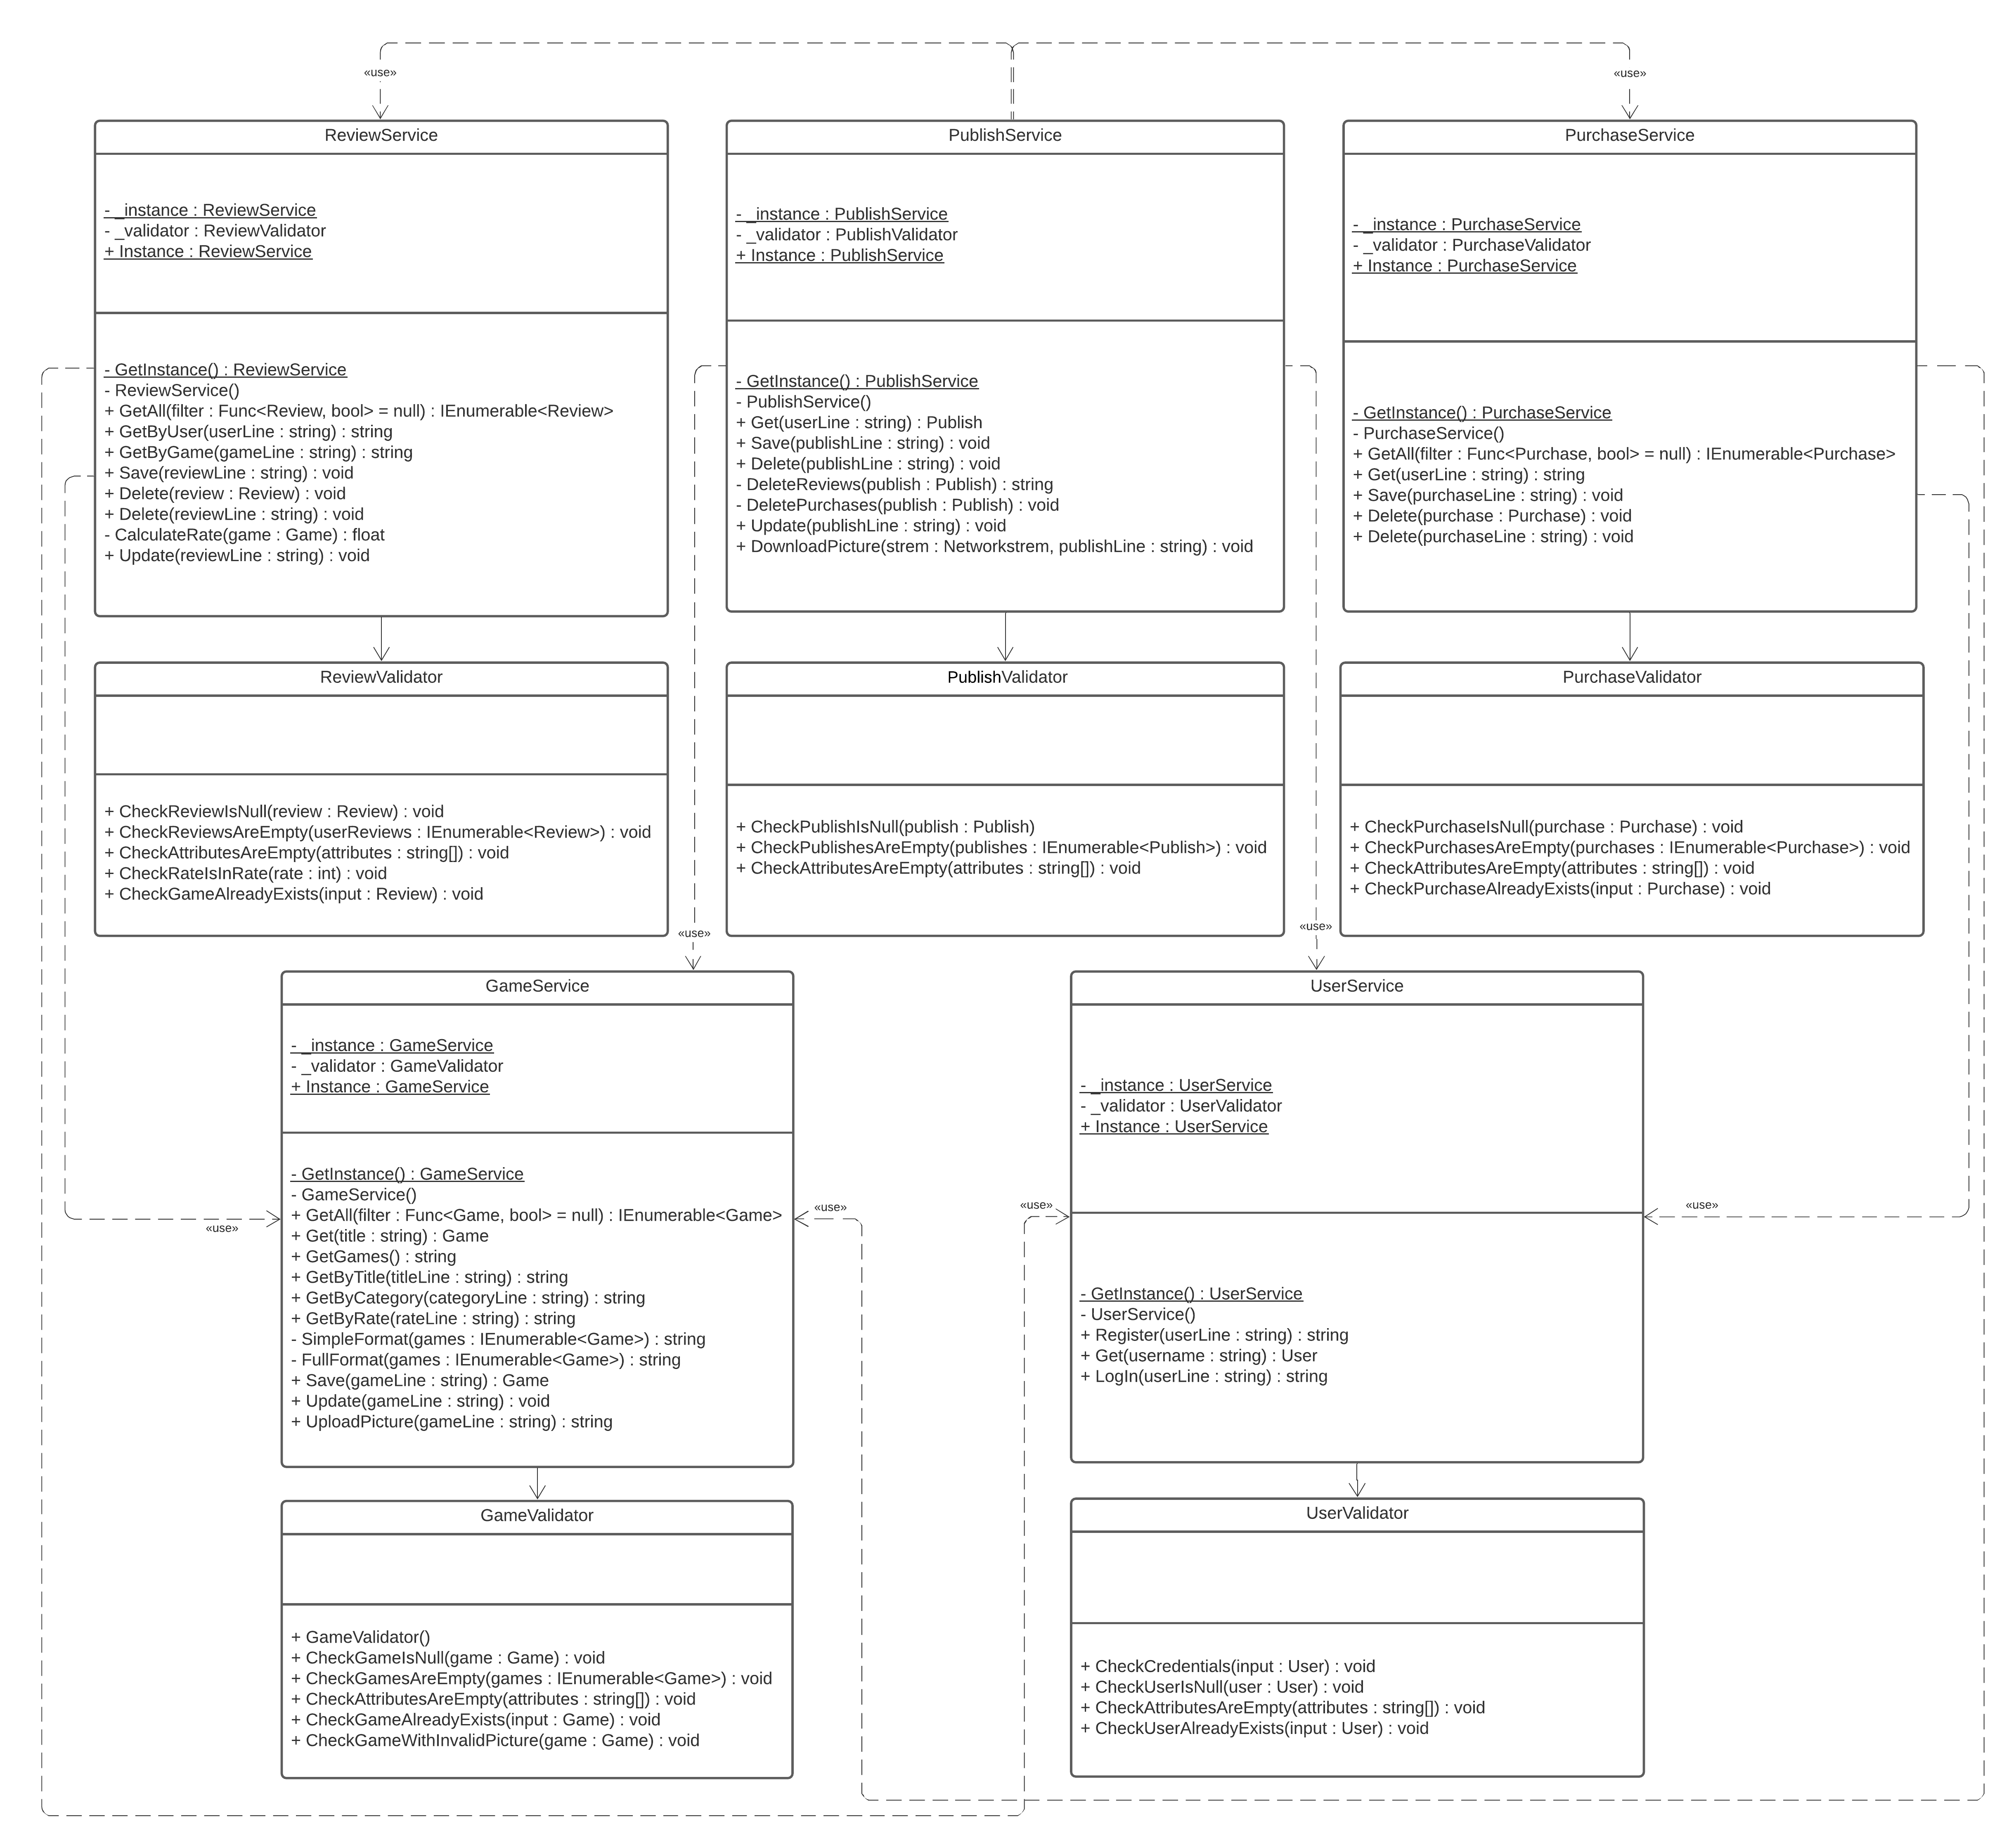 «use»
«use»
ReviewService
- _instance : ReviewService
- _validator : ReviewValidator
+ Instance : ReviewService
- GetInstance() : ReviewService
- ReviewService()
+ GetAll(filter : Func<Review, bool> = null) : IEnumerable<Review>
+ GetByUser(userLine : string) : string
+ GetByGame(gameLine : string) : string
+ Save(reviewLine : string) : void
+ Delete(review : Review) : void
+ Delete(reviewLine : string) : void
- CalculateRate(game : Game) : float
+ Update(reviewLine : string) : void
PublishService
- _instance : PublishService
- _validator : PublishValidator
+ Instance : PublishService
- GetInstance() : PublishService
- PublishService()
+ Get(userLine : string) : Publish
+ Save(publishLine : string) : void
+ Delete(publishLine : string) : void
- DeleteReviews(publish : Publish) : string
- DeletePurchases(publish : Publish) : void
+ Update(publishLine : string) : void
+ DownloadPicture(strem : Networkstrem, publishLine : string) : void
PurchaseService
- _instance : PurchaseService
- _validator : PurchaseValidator
+ Instance : PurchaseService
- GetInstance() : PurchaseService
- PurchaseService()
+ GetAll(filter : Func<Purchase, bool> = null) : IEnumerable<Purchase>
+ Get(userLine : string) : string
+ Save(purchaseLine : string) : void
+ Delete(purchase : Purchase) : void
+ Delete(purchaseLine : string) : void
ReviewValidator
+ CheckReviewIsNull(review : Review) : void
+ CheckReviewsAreEmpty(userReviews : IEnumerable<Review>) : void
+ CheckAttributesAreEmpty(attributes : string[]) : void
+ CheckRateIsInRate(rate : int) : void
+ CheckGameAlreadyExists(input : Review) : void
PublishValidator
+ CheckPublishIsNull(publish : Publish)
+ CheckPublishesAreEmpty(publishes : IEnumerable<Publish>) : void
+ CheckAttributesAreEmpty(attributes : string[]) : void
PurchaseValidator
+ CheckPurchaseIsNull(purchase : Purchase) : void
+ CheckPurchasesAreEmpty(purchases : IEnumerable<Purchase>) : void
+ CheckAttributesAreEmpty(attributes : string[]) : void
+ CheckPurchaseAlreadyExists(input : Purchase) : void
«use»
«use»
GameService
- _instance : GameService
- _validator : GameValidator
+ Instance : GameService
- GetInstance() : GameService
- GameService()
+ GetAll(filter : Func<Game, bool> = null) : IEnumerable<Game>
+ Get(title : string) : Game
+ GetGames() : string
+ GetByTitle(titleLine : string) : string
+ GetByCategory(categoryLine : string) : string
+ GetByRate(rateLine : string) : string
- SimpleFormat(games : IEnumerable<Game>) : string
- FullFormat(games : IEnumerable<Game>) : string
+ Save(gameLine : string) : Game
+ Update(gameLine : string) : void
+ UploadPicture(gameLine : string) : string
«use»
«use»
«use»
UserService
- _instance : UserService
- _validator : UserValidator
+ Instance : UserService
- GetInstance() : UserService
- UserService()
+ Register(userLine : string) : string
+ Get(username : string) : User
+ LogIn(userLine : string) : string
«use»
GameValidator
+ GameValidator()
+ CheckGameIsNull(game : Game) : void
+ CheckGamesAreEmpty(games : IEnumerable<Game>) : void
+ CheckAttributesAreEmpty(attributes : string[]) : void
+ CheckGameAlreadyExists(input : Game) : void
+ CheckGameWithInvalidPicture(game : Game) : void
UserValidator
+ CheckCredentials(input : User) : void
+ CheckUserIsNull(user : User) : void
+ CheckAttributesAreEmpty(attributes : string[]) : void
+ CheckUserAlreadyExists(input : User) : void